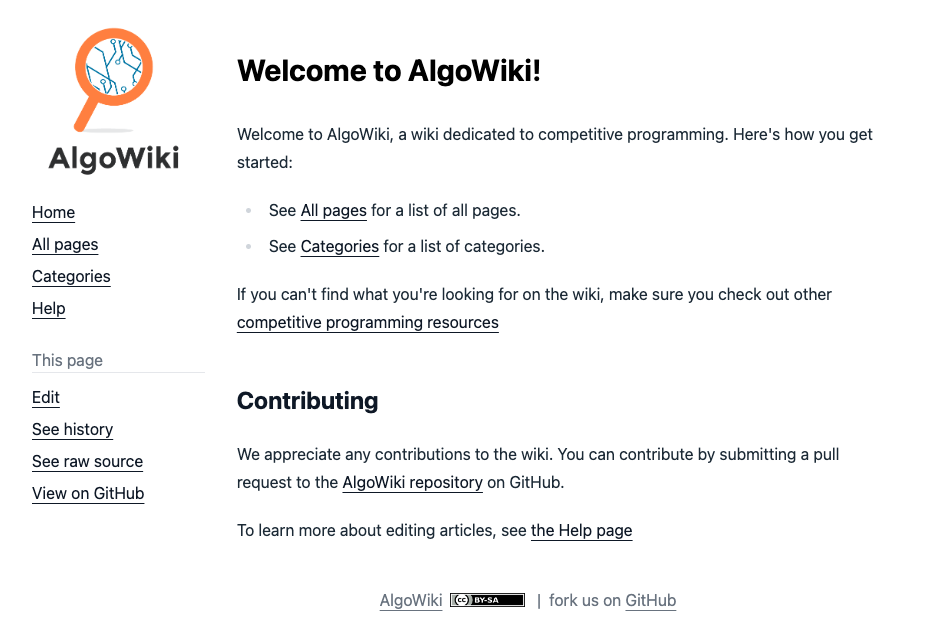 AlgoWiki
Home
All pages
Categories
Help
This page
Edit
See history
See raw source
View on GitHub
Welcome to AlgoWiki!
Welcome to AlgoWiki, a wiki dedicated to competitive programming. Here's how you get
started:
See All pages for a list of all pages.
See Categories for a list of categories.
If you can't find what you're looking for on the wiki, make sure you check out other
competitive programming resources
Contributing
We appreciate any contributions to the wiki. You can contribute by submitting a pull
request to the AlgoWiki repository on GitHub.
To learn more about editing articles, see the Help page
AlgoWiki (cc) BY-SA | fork us on GitHub